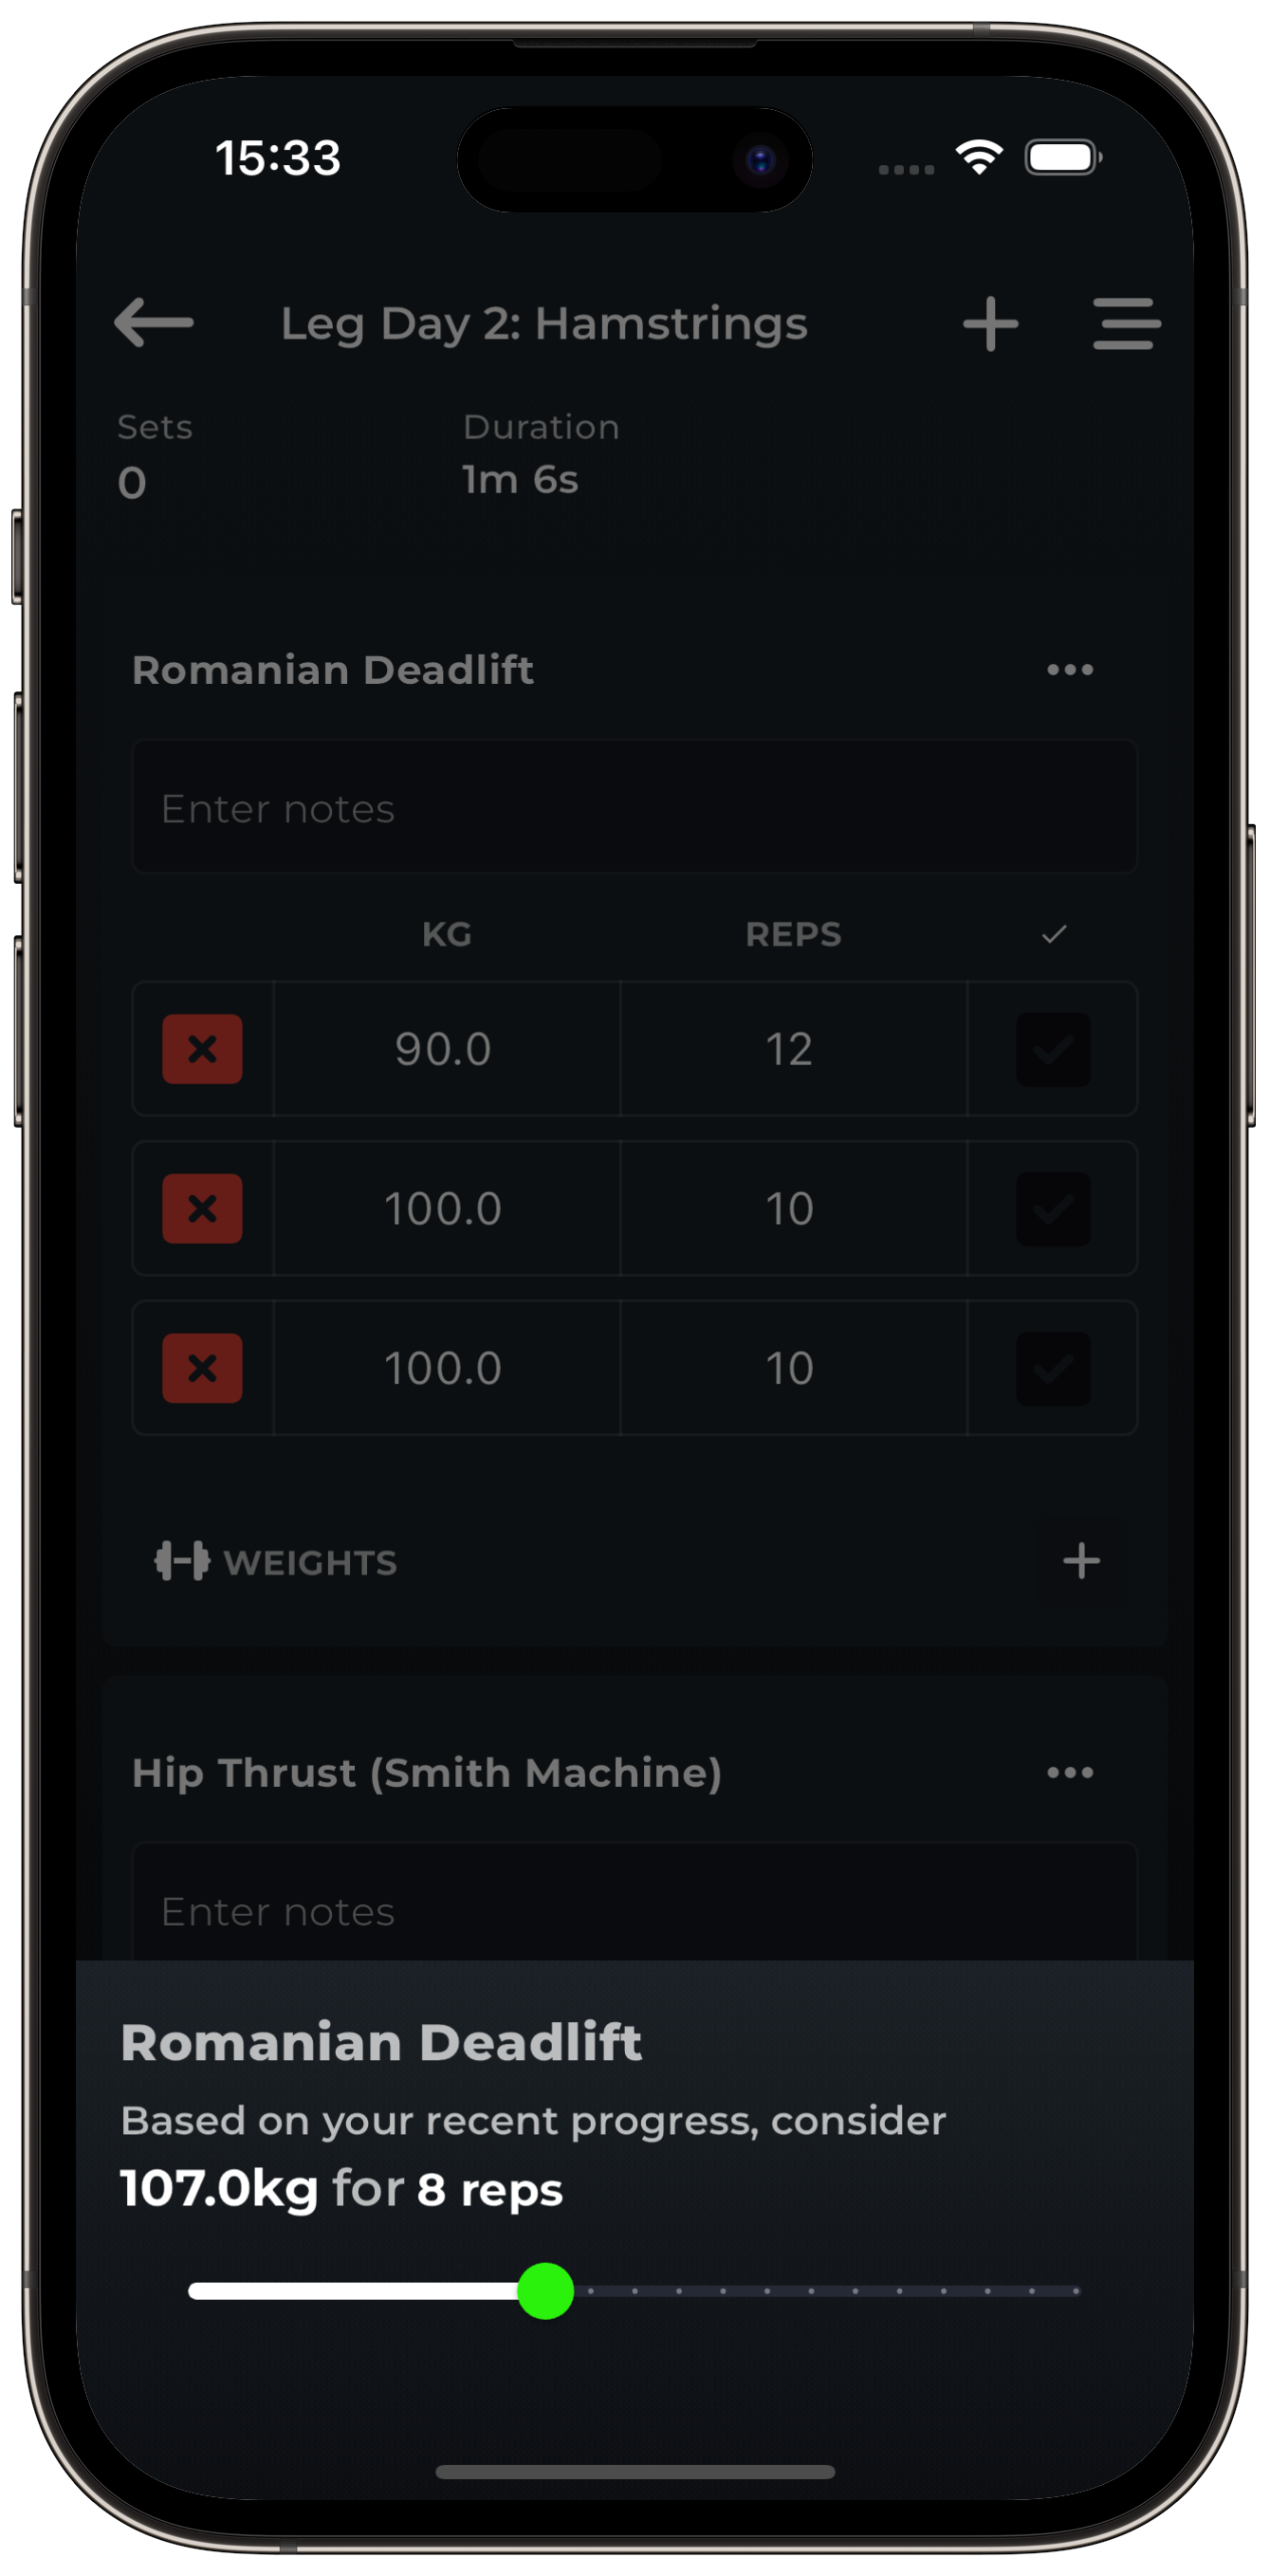 15:33
Leg Day 2: Hamstrings
Sets
Duration
0
1m 6s
Romanian Deadlift
Enter notes
KG
REPS
90.0
12
100.0
10
100.0
10
WEIGHTS
Hip Thrust (Smith Machine)
Enter notes
Romanian Deadlift
Based on your recent progress, consider
107.0kg for 8 reps